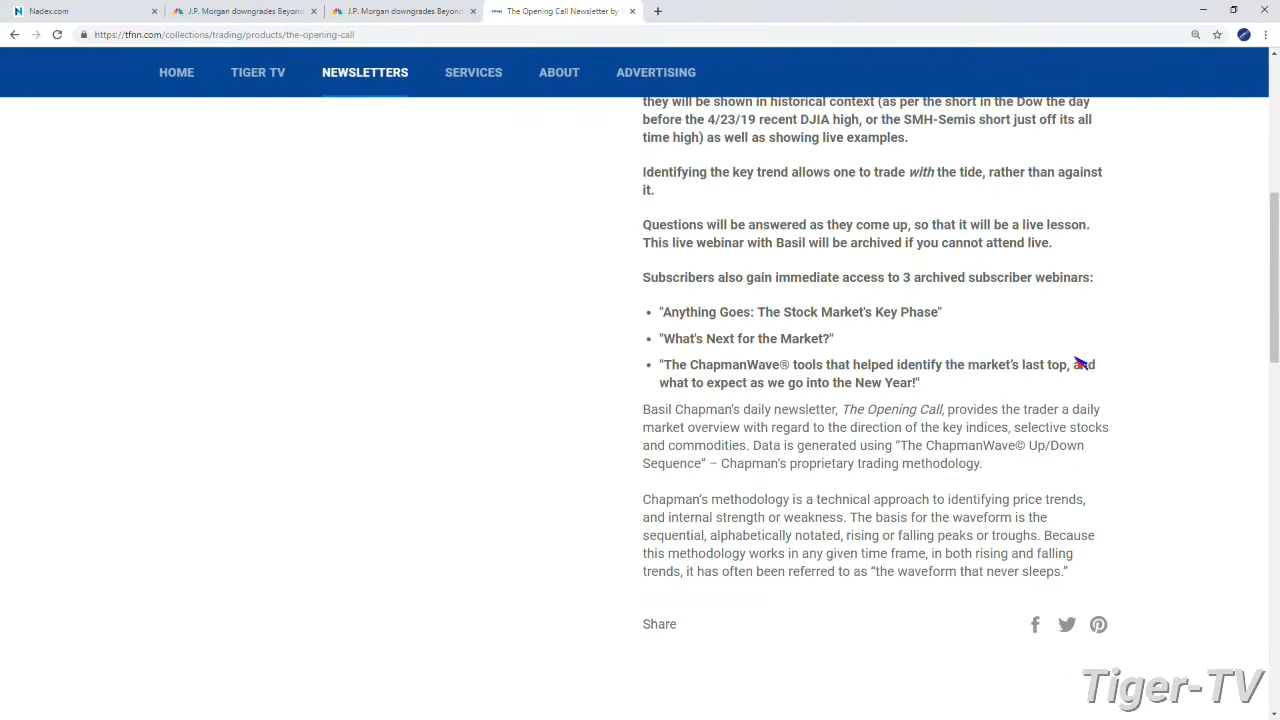 Nadex.com
J.P. Morgan downgrades Beyond
J.P. Morgan downgrades Beyond
The Opening Call Newsletter by
https://tfnn.com/collections/trading/products/the-opening-call
HOME TIGER TV NEWSLETTERS SERVICES ABOUT ADVERTISING
they will be shown in historical context (as per the short in the Dow the day
before the 4/23/19 recent DJIA high, or the SMH-Semis short just off its all
time high) as well as showing live examples.
Identifying the key trend allows one to trade with the tide, rather than against
it.
Questions will be answered as they come up, so that it will be a live lesson.
This live webinar with Basil will be archived if you cannot attend live.
Subscribers also gain immediate access to 3 archived subscriber webinars:
• "Anything Goes: The Stock Market's Key Phase"
• "What's Next for the Market?"
• "The ChapmanWave® tools that helped identify the market’s last top, and
what to expect as we go into the New Year!"
Basil Chapman's daily newsletter, The Opening Call, provides the trader a daily
market overview with regard to the direction of the key indices, selective stocks
and commodities. Data is generated using “The ChapmanWave© Up/Down
Sequence” – Chapman’s proprietary trading methodology.
Chapman’s methodology is a technical approach to identifying price trends,
and internal strength or weakness. The basis for the waveform is the
sequential, alphabetically notated, rising or falling peaks or troughs. Because
this methodology works in any given time frame, in both rising and falling
trends, it has often been referred to as “the waveform that never sleeps.”
Share
Tiger-TV